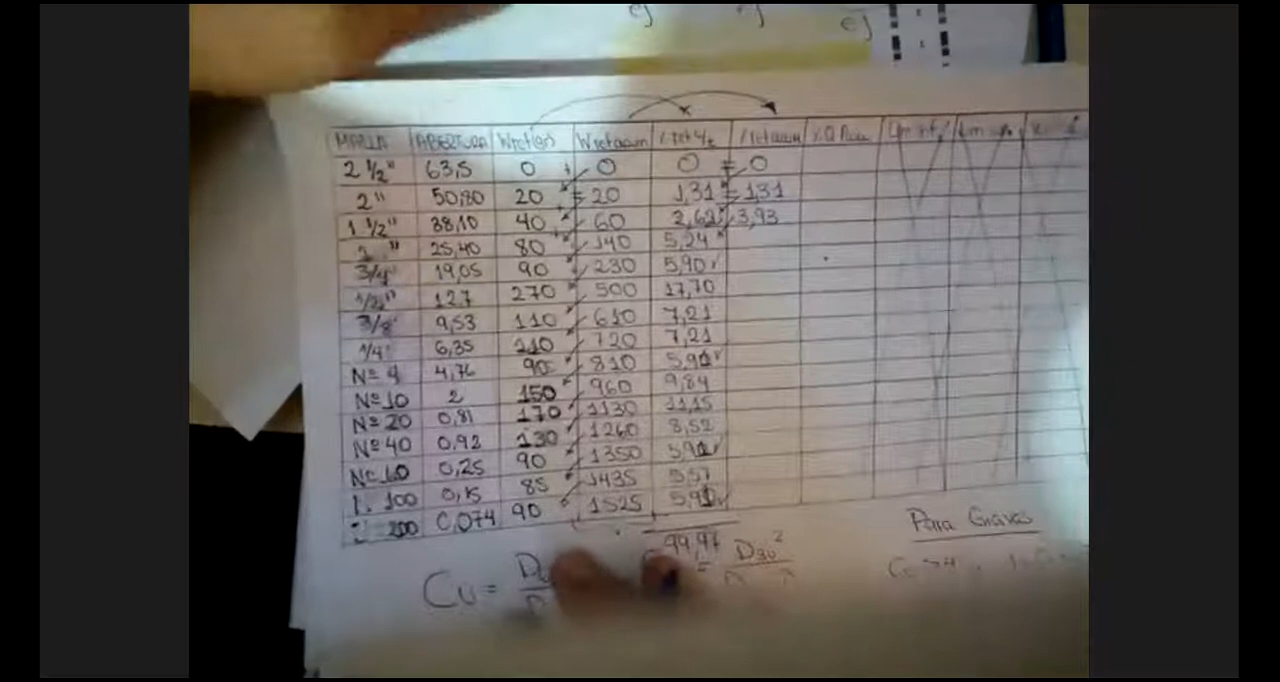 ej ej ej
MALLA ABERTURA Wret(gr) Wretacum % ret % retacum
2 1/2" 63,5 0 0 0 0
2" 50,80 20 20 1,31 1,31
1 1/2" 38,10 40 60 2,62 3,93
" 25,40 80 140 5,24
3/4" 19,05 90 230 5,90
1/2" 12,7 270 500 17,70
3/8" 9,53 110 610 7,21
1/4" 6,35 110 720 7,21
Nº 4 4,76 90 810 5,90
Nº 10 2 150 960 9,84
Nº 20 0,81 170 1130 11,15
Nº 40 0,42 130 1260 8,52
Nº 60 0,25 90 1350 5,90
100 0,15 85 1435 5,57
200 0,074 90 1525 5,90
99,97
Cu = D = D30²
Para Gravas